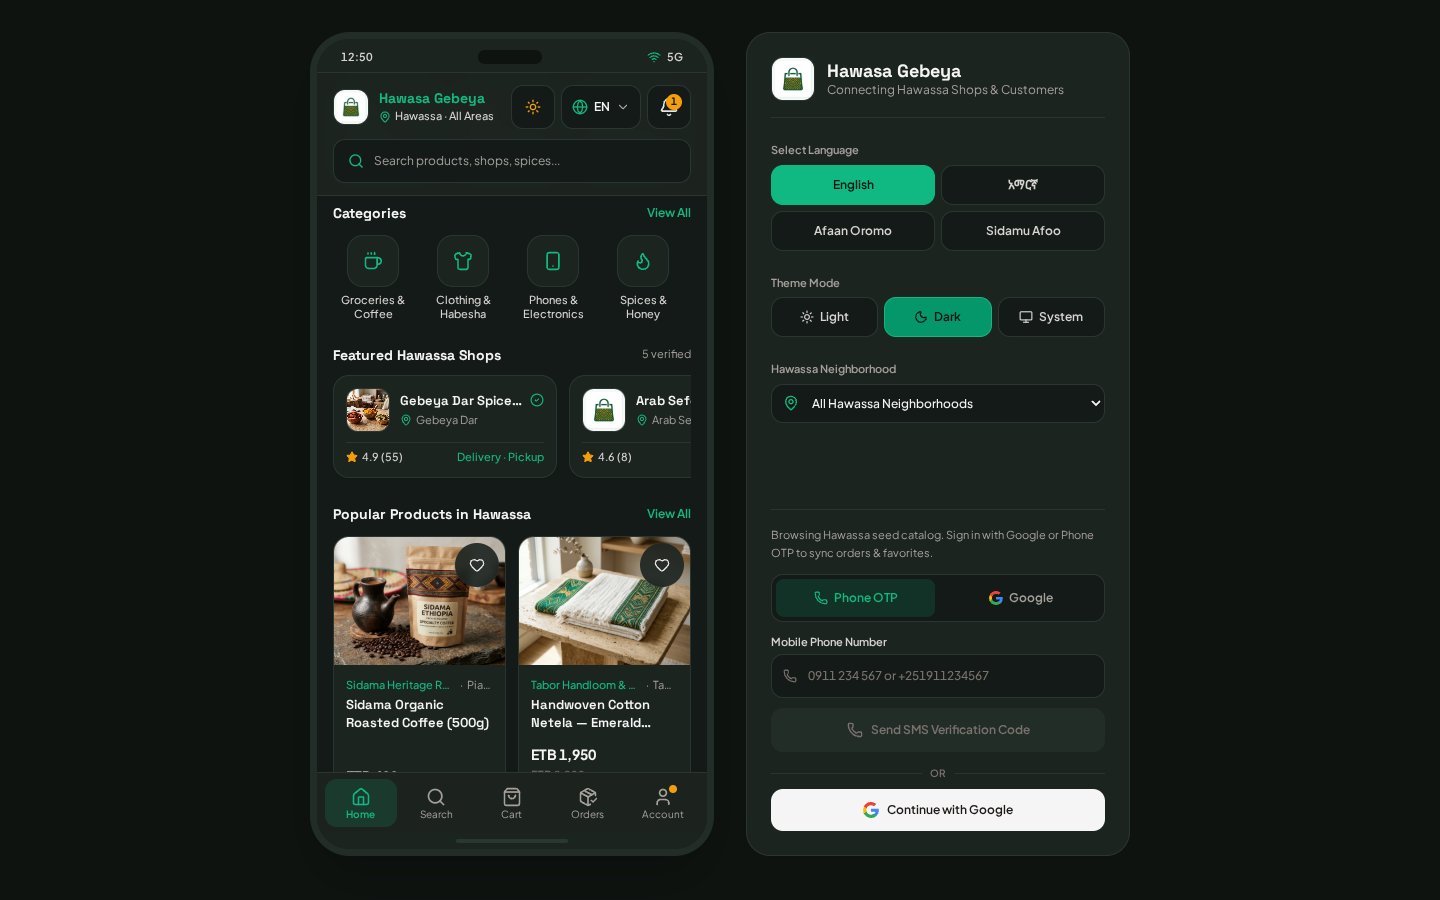 12:50
5G
Hawasa Gebeya
Hawassa · All Areas
EN
1
Search products, shops, spices...
Categories
View All
Groceries &
Coffee
Clothing &
Habesha
Phones &
Electronics
Spices &
Honey
Featured Hawassa Shops
5 verified
Gebeya Dar Spice...
Gebeya Dar
4.9 (55)
Delivery · Pickup
Arab Sef
Arab Se
4.6 (8)
Popular Products in Hawassa
View All
SIDAMA
ETHIOPIA
SPECIALTY COFFEE
Sidama Heritage R... · Pia...
Sidama Organic
Roasted Coffee (500g)
Tabor Handloom & ... · Ta...
Handwoven Cotton
Netela — Emerald...
ETB 1,950
Home
Search
Cart
Orders
Account
Hawasa Gebeya
Connecting Hawassa Shops & Customers
Select Language
English
አማርኛ
Afaan Oromo
Sidamu Afoo
Theme Mode
Light
Dark
System
Hawassa Neighborhood
All Hawassa Neighborhoods
Browsing Hawassa seed catalog. Sign in with Google or Phone
OTP to sync orders & favorites.
Phone OTP
Google
Mobile Phone Number
0911 234 567 or +251911234567
Send SMS Verification Code
OR
Continue with Google